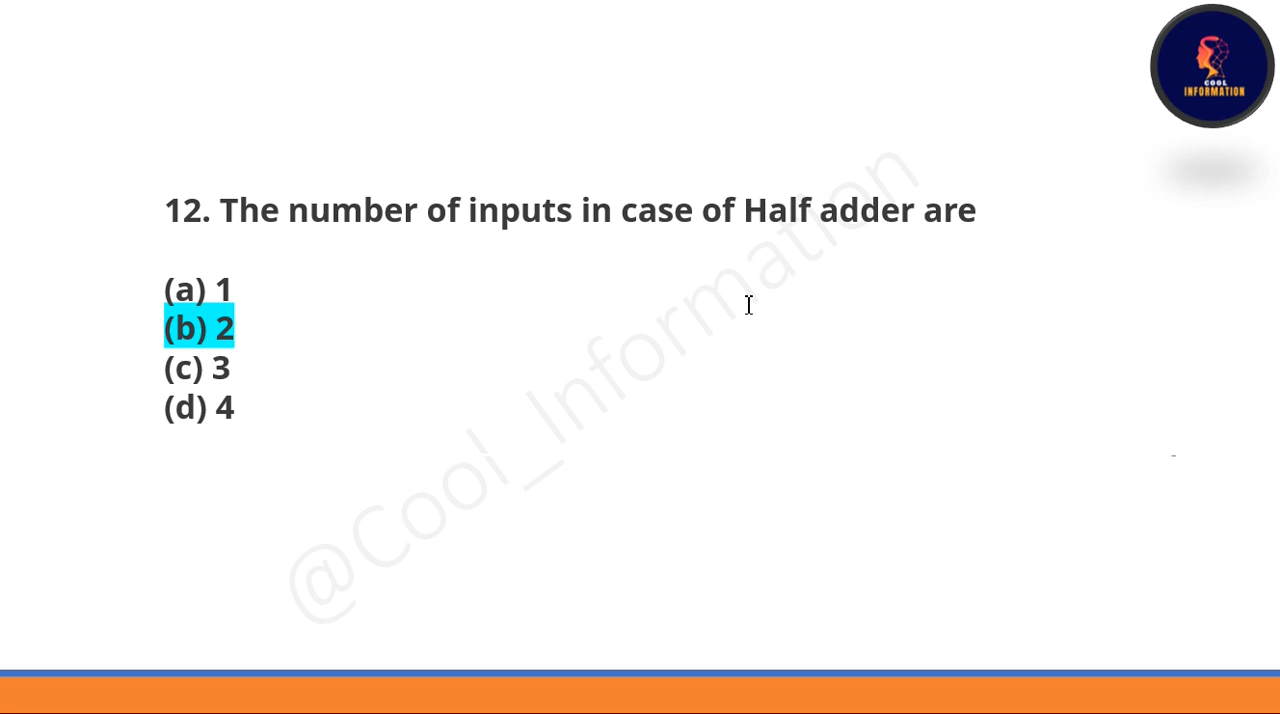 COOL
INFORMATION
12. The number of inputs in case of Half adder are
(a) 1
(b) 2
(c) 3
(d) 4
@Cool_Information